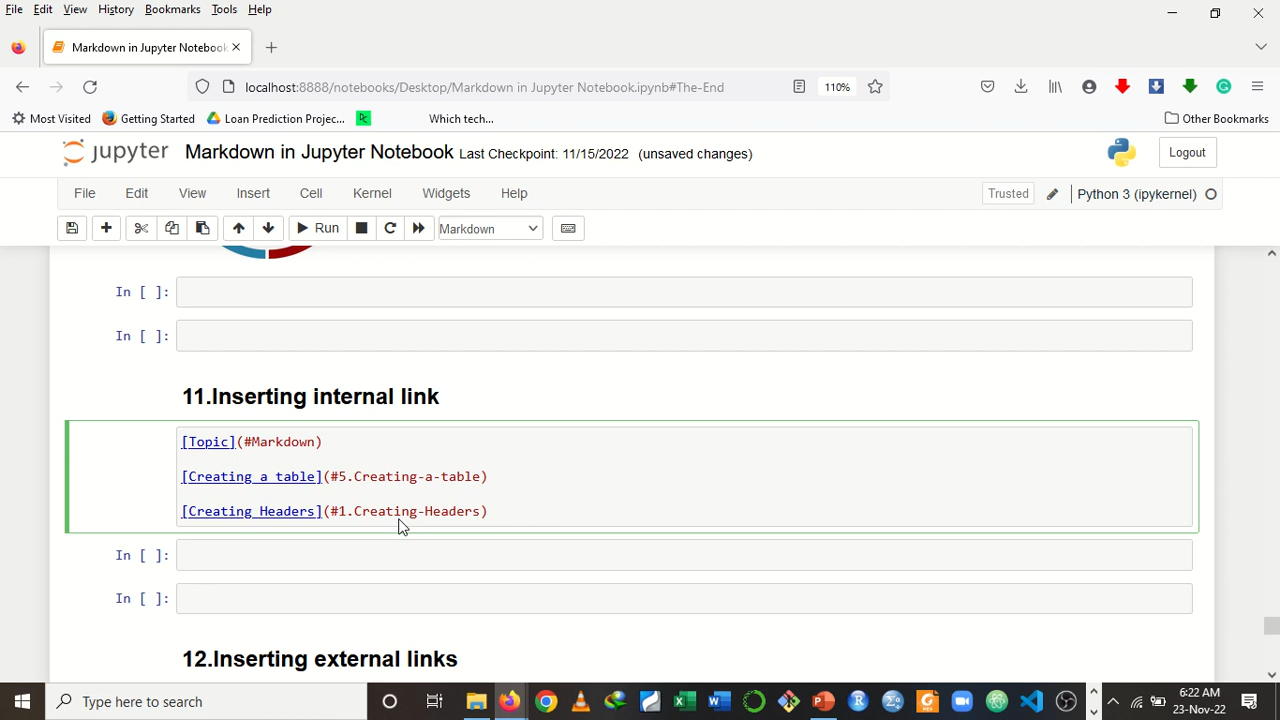 File Edit View History Bookmarks Tools Help
Markdown in Jupyter Notebook
localhost:8888/notebooks/Desktop/Markdown in Jupyter Notebook.ipynb#The-End
110%
Most Visited Getting Started Loan Prediction Projec... Which tech... Other Bookmarks
jupyter Markdown in Jupyter Notebook Last Checkpoint: 11/15/2022 (unsaved changes) Logout
File Edit View Insert Cell Kernel Widgets Help Trusted Python 3 (ipykernel)
Run Markdown
In [ ]:
In [ ]:
11.Inserting internal link
[Topic](#Markdown)
[Creating a table](#5.Creating-a-table)
[Creating Headers](#1.Creating-Headers)
In [ ]:
In [ ]:
12.Inserting external links
Type here to search
6:22 AM
23-Nov-22